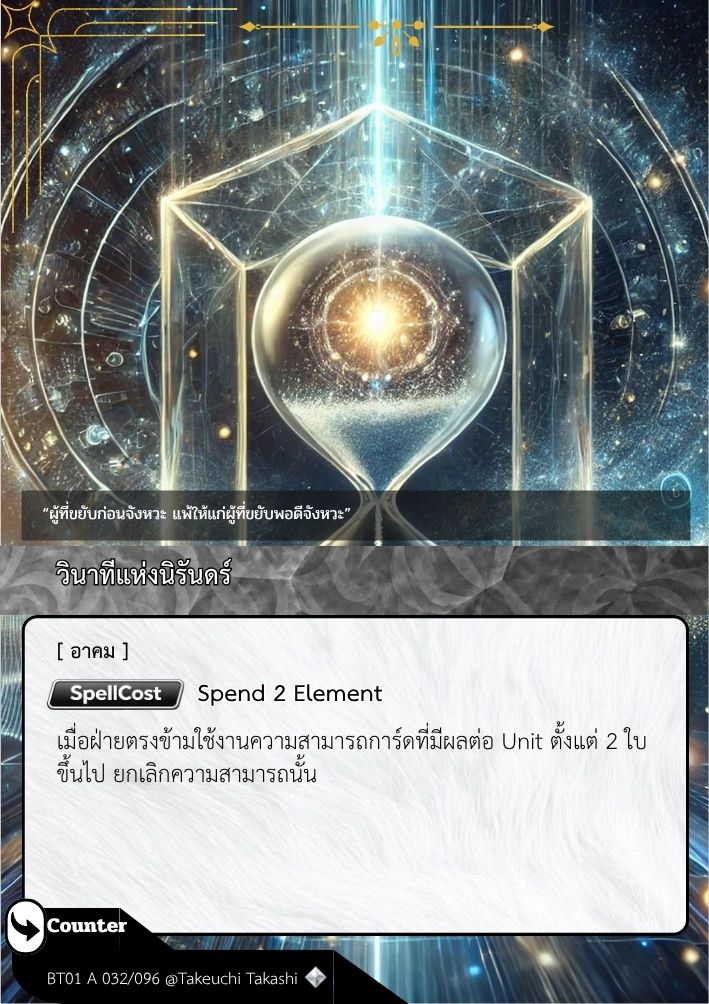 “ผู้ที่ขยับก่อนจังหวะ แพ้ให้แก่ผู้ที่ขยับพอดีจังหวะ”
วินาทีแห่งนิรันดร์
[ อาคม ]
SpellCost Spend 2 Element
เมื่อฝ่ายตรงข้ามใช้งานความสามารถการ์ดที่มีผลต่อ Unit ตั้งแต่ 2 ใบ
ขึ้นไป ยกเลิกความสามารถนั้น
Counter
BT01 A 032/096 @Takeuchi Takashi